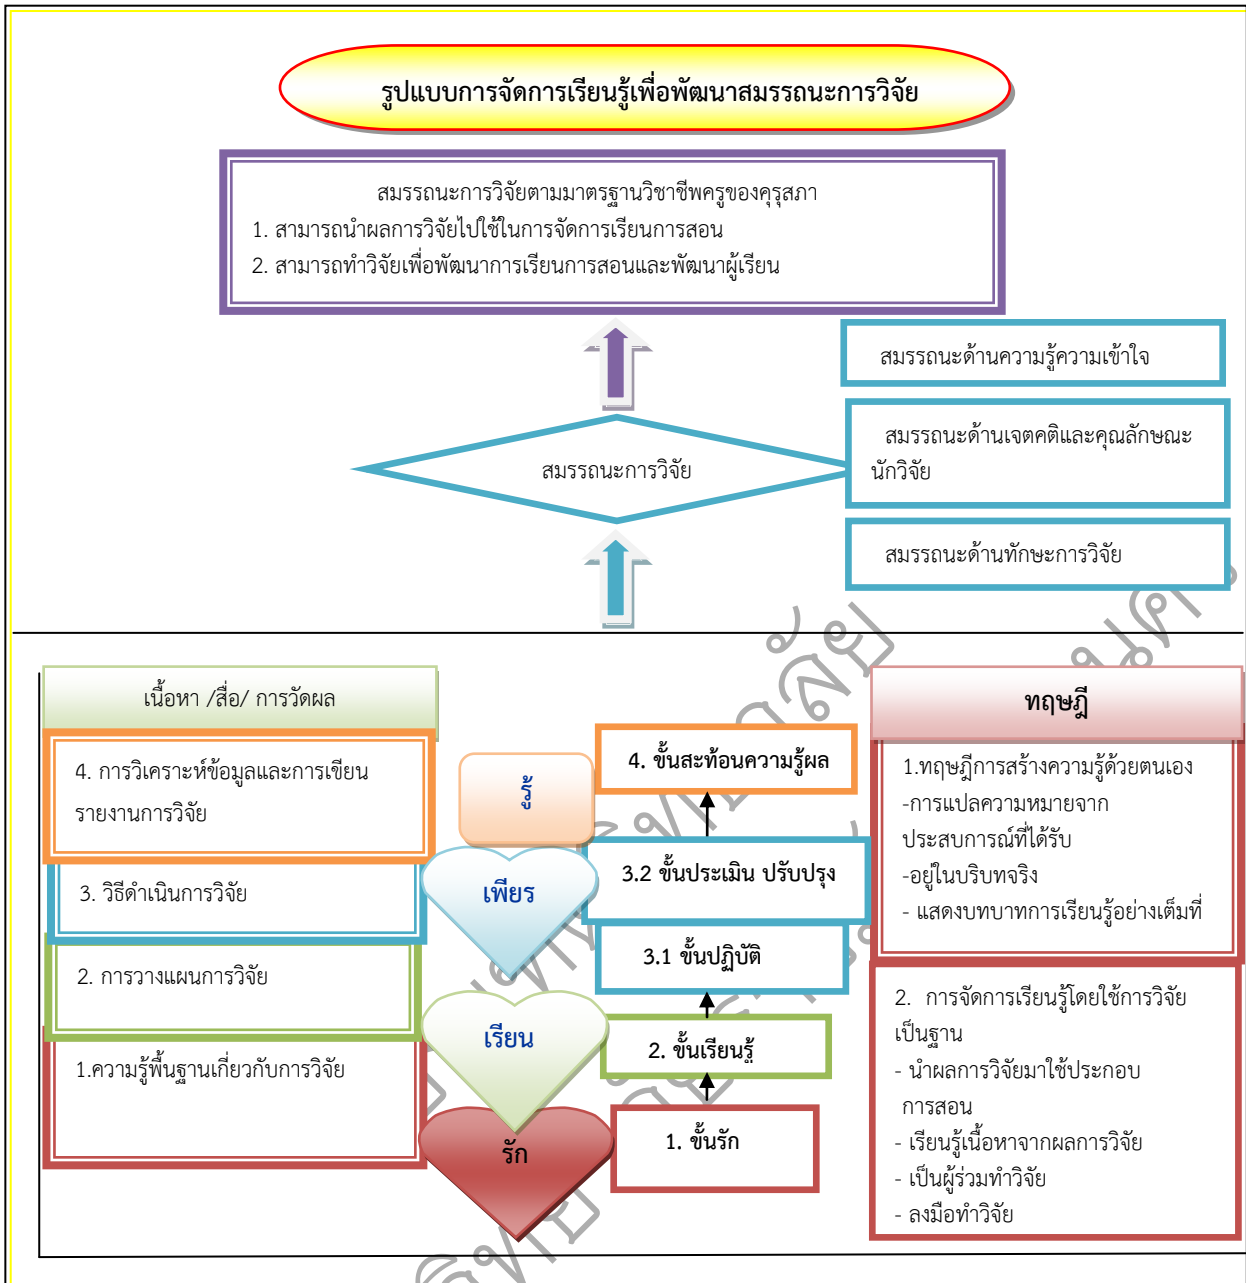 รูปแบบการจัดการเรียนรู้เพื่อพัฒนาสมรรถนะการวิจัย
สมรรถนะการวิจัยตามมาตรฐานวิชาชีพครูของคุรุสภา
1. สามารถนำผลการวิจัยไปใช้ในการจัดการเรียนการสอน
2. สามารถทำวิจัยเพื่อพัฒนาการเรียนการสอนและพัฒนาผู้เรียน
สมรรถนะด้านความรู้ความเข้าใจ
สมรรถนะด้านเจตคติและคุณลักษณะ
นักวิจัย
สมรรถนะการวิจัย
สมรรถนะด้านทักษะการวิจัย
เนื้อหา /สื่อ/ การวัดผล
4. การวิเคราะห์ข้อมูลและการเขียน
รายงานการวิจัย
3. วิธีดำเนินการวิจัย
2. การวางแผนการวิจัย
1.ความรู้พื้นฐานเกี่ยวกับการวิจัย
รู้
เพียร
เรียน
รัก
4. ขั้นสะท้อนความรู้ผล
3.2 ขั้นประเมิน ปรับปรุง
3.1 ขั้นปฏิบัติ
2. ขั้นเรียนรู้
1. ขั้นรัก
ทฤษฎี
1.ทฤษฎีการสร้างความรู้ด้วยตนเอง
-การแปลความหมายจาก
ประสบการณ์ที่ได้รับ
-อยู่ในบริบทจริง
- แสดงบทบาทการเรียนรู้อย่างเต็มที่
2. การจัดการเรียนรู้โดยใช้การวิจัย
เป็นฐาน
- นำผลการวิจัยมาใช้ประกอบ
การสอน
- เรียนรู้เนื้อหาจากผลการวิจัย
- เป็นผู้ร่วมทำวิจัย
- ลงมือทำวิจัย